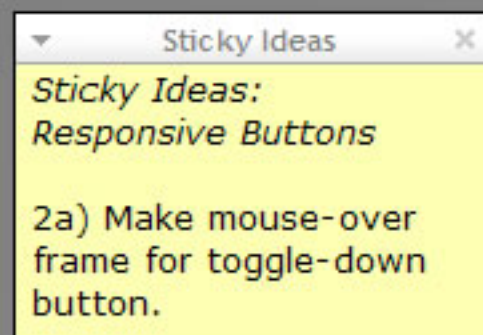 Sticky Ideas
Sticky Ideas:
Responsive Buttons
2a) Make mouse-over
frame for toggle-down
button.